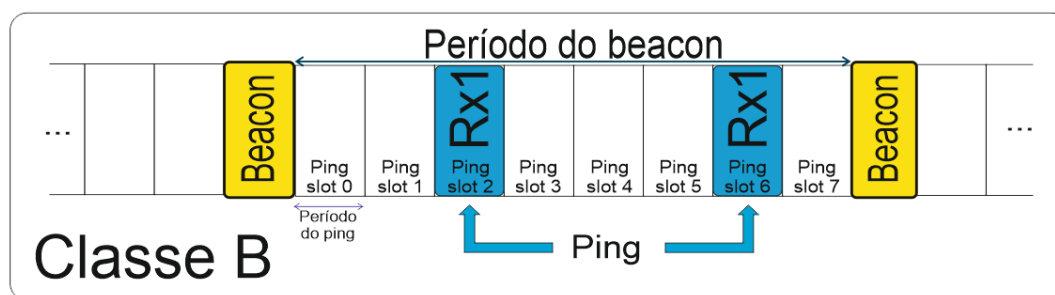 Período do beacon
...
Beacon
Ping slot 0
Ping slot 1
Rx1
Ping slot 2
Ping slot 3
Ping slot 4
Ping slot 5
Rx1
Ping slot 6
Ping slot 7
Beacon
...
Período
do ping
Ping
Classe B